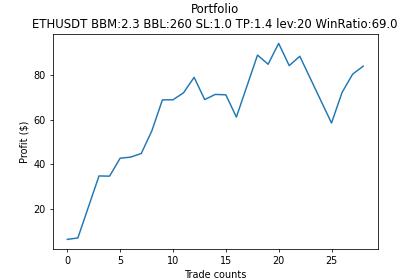 Portfolio
ETHUSDT BBM:2.3 BBL:260 SL:1.0 TP:1.4 lev:20 WinRatio:69.0
Profit ($)
80
60
40
20
0 5 10 15 20 25
Trade counts